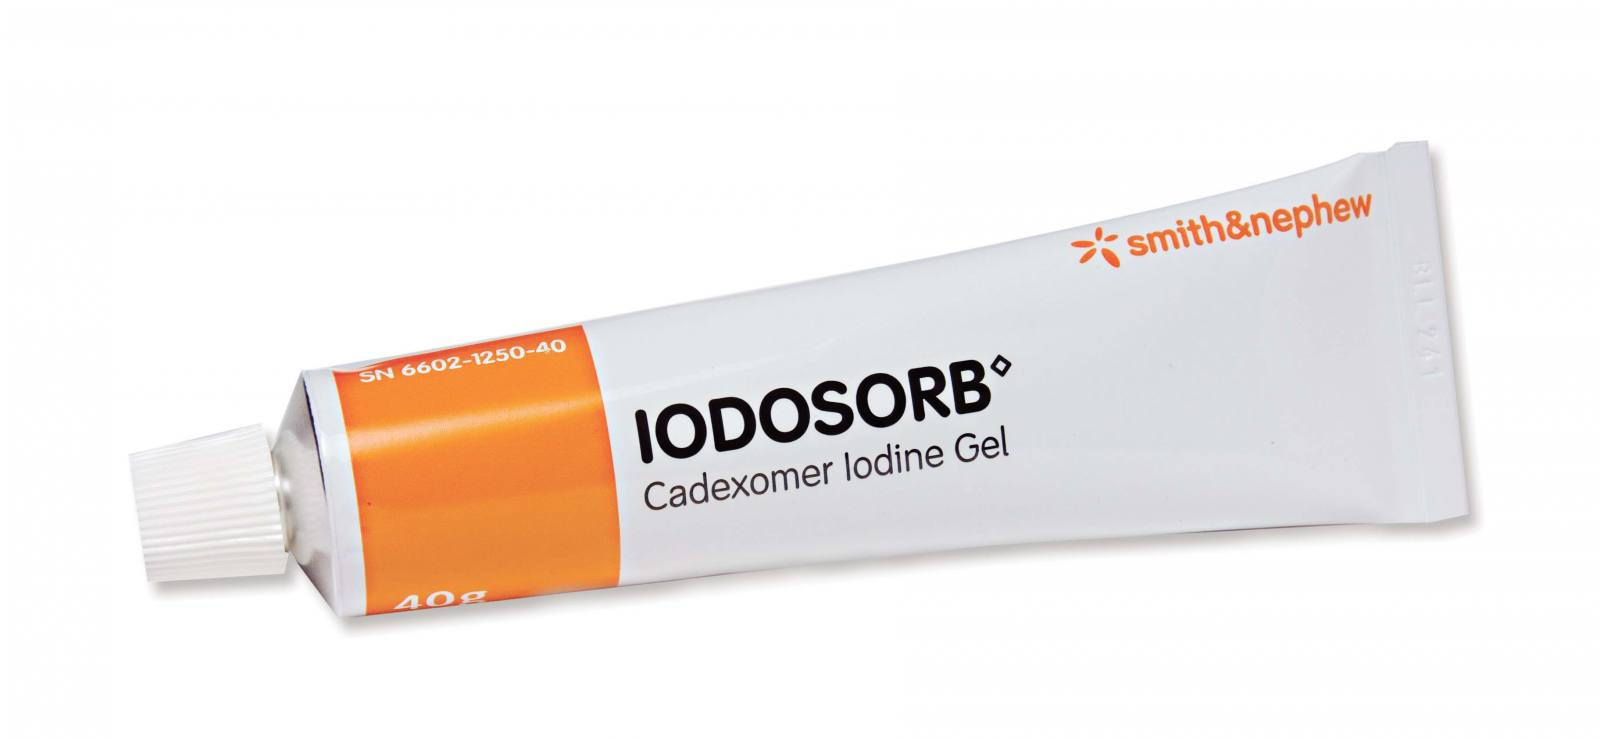 smith&nephew
SN 6602-1250-40
IODOSORB◊
Cadexomer Iodine Gel
40g